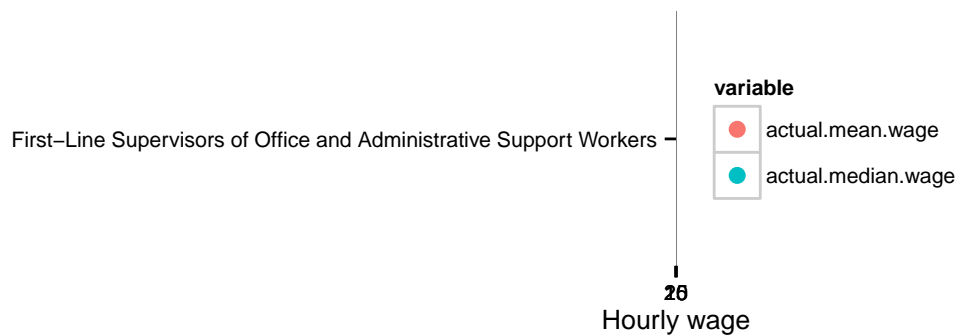 variable
First–Line Supervisors of Office and Administrative Support Workers
actual.mean.wage
actual.median.wage
Hourly wage